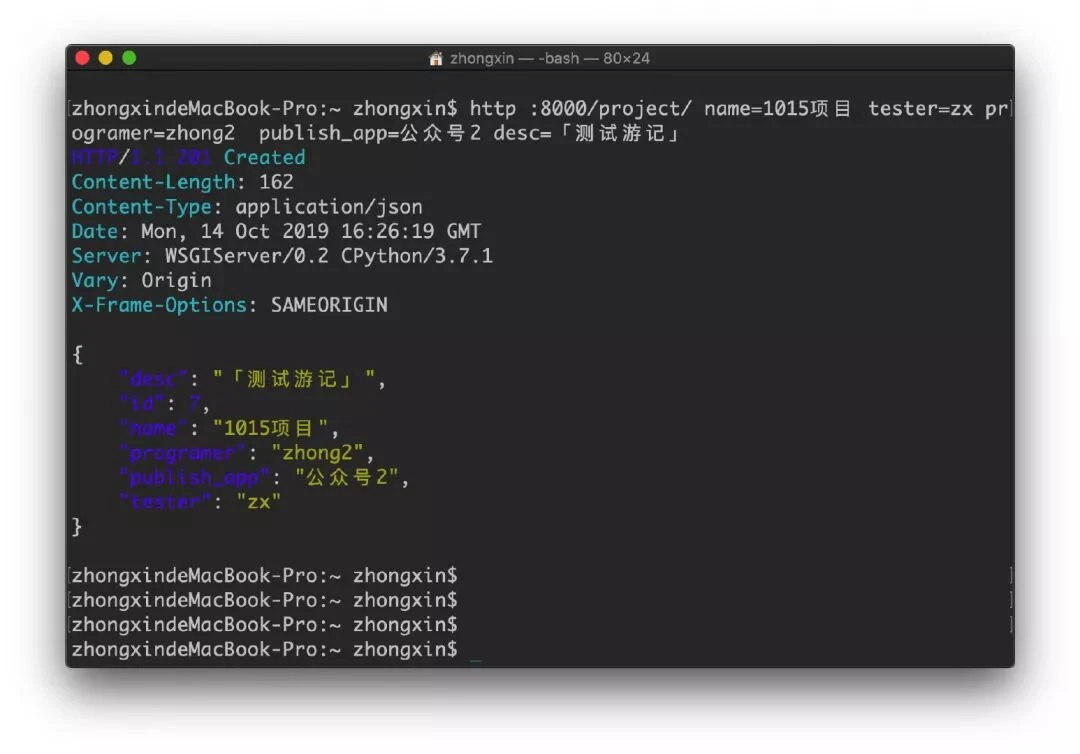 zhongxin — -bash — 80×24
zhongxindeMacBook-Pro:~ zhongxin$ http :8000/project/ name=1015项目 tester=zx pr
ogramer=zhong2  publish_app=公众号2 desc=「测试游记」
HTTP/1.1 201 Created
Content-Length: 162
Content-Type: application/json
Date: Mon, 14 Oct 2019 16:26:19 GMT
Server: WSGIServer/0.2 CPython/3.7.1
Vary: Origin
X-Frame-Options: SAMEORIGIN
{
    "desc": "「测试游记」",
    "id": 7,
    "name": "1015项目",
    "programer": "zhong2",
    "publish_app": "公众号2",
    "tester": "zx"
}
zhongxindeMacBook-Pro:~ zhongxin$
zhongxindeMacBook-Pro:~ zhongxin$
zhongxindeMacBook-Pro:~ zhongxin$
zhongxindeMacBook-Pro:~ zhongxin$